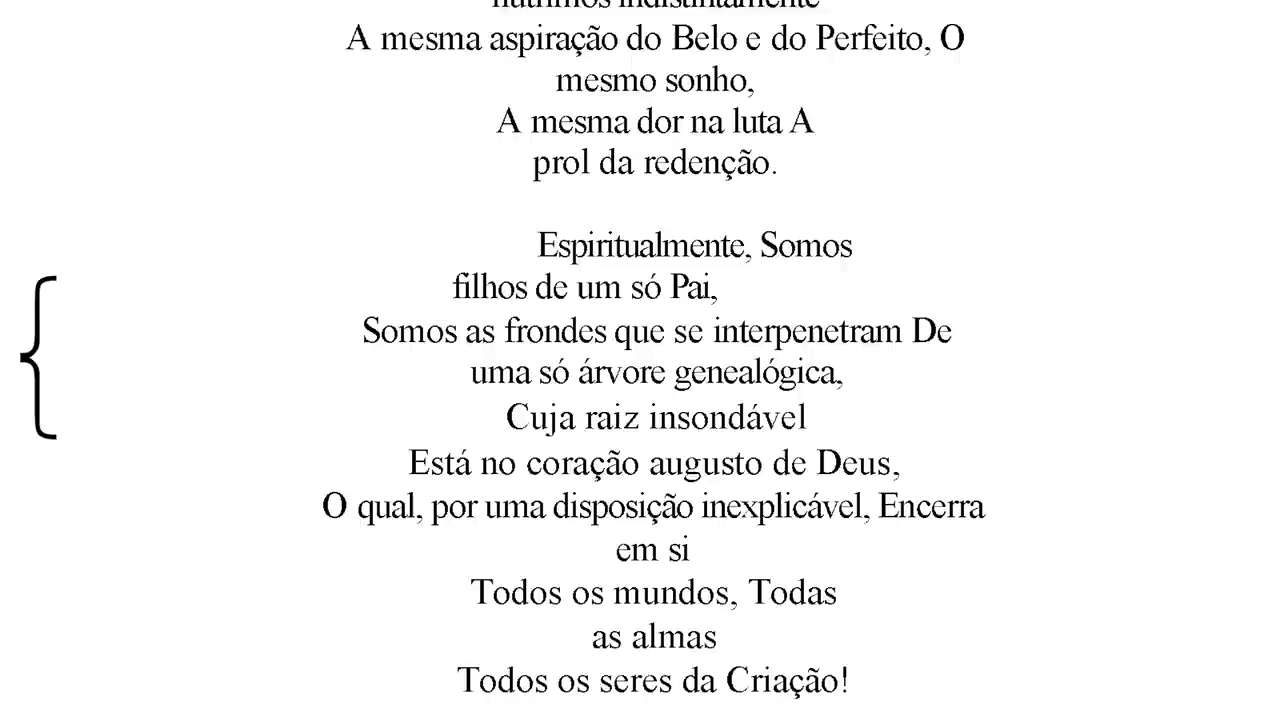 nutrimos indistintamente
A mesma aspiração do Belo e do Perfeito, O
mesmo sonho,
A mesma dor na luta A
prol da redenção.
Espiritualmente, Somos
filhos de um só Pai,
Somos as frondes que se interpenetram De
uma só árvore genealógica,
Cuja raiz insondável
Está no coração augusto de Deus,
O qual, por uma disposição inexplicável, Encerra
em si
Todos os mundos, Todas
as almas
Todos os seres da Criação!